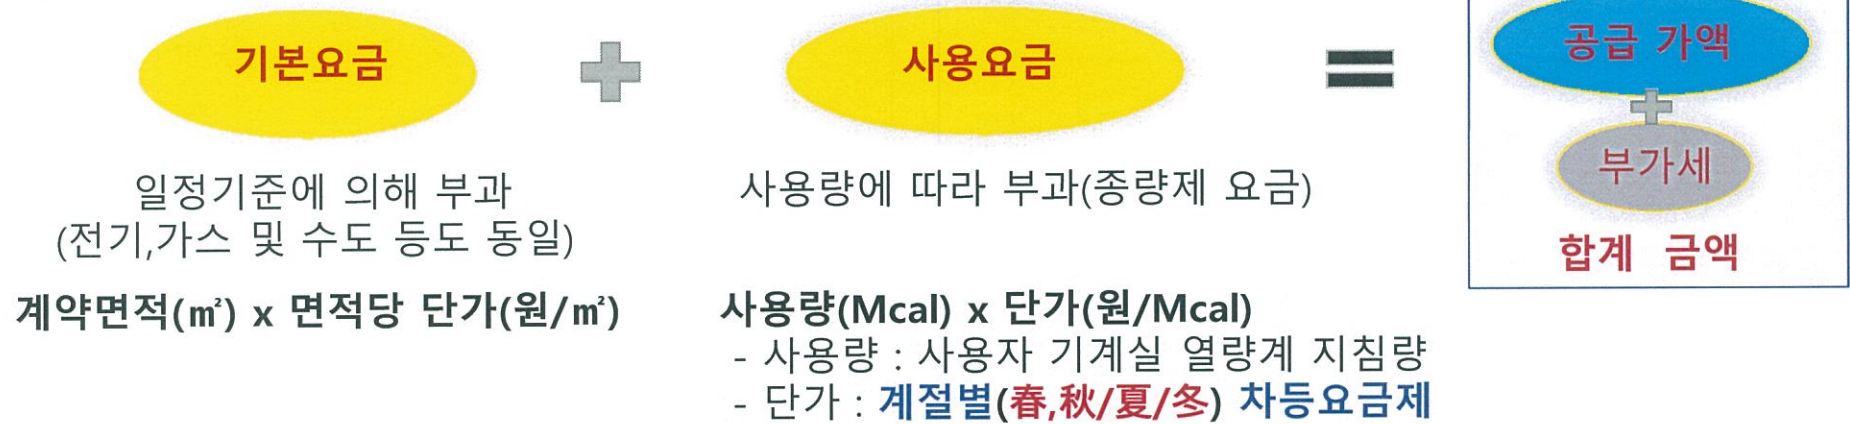 기본요금
일정기준에 의해 부과
(전기,가스 및 수도 등도 동일)
계약면적(㎡) x 면적당 단가(원/㎡)
사용요금
사용량에 따라 부과(종량제 요금)
사용량(Mcal) x 단가(원/Mcal)
- 사용량 : 사용자 기계실 열량계 지침량
- 단가 : 계절별(春,秋/夏/冬) 차등요금제
공급 가액
부가세
합계 금액